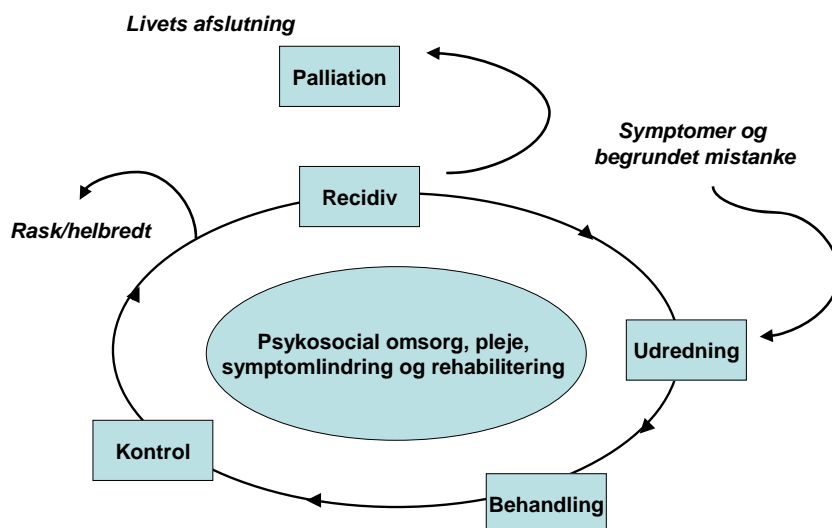 Livets afslutning
Palliation
Symptomer og
begrundet mistanke
Recidiv
Rask/helbredt
Psykosocial omsorg, pleje,
symptomlindring og rehabilitering
Udredning
Kontrol
Behandling